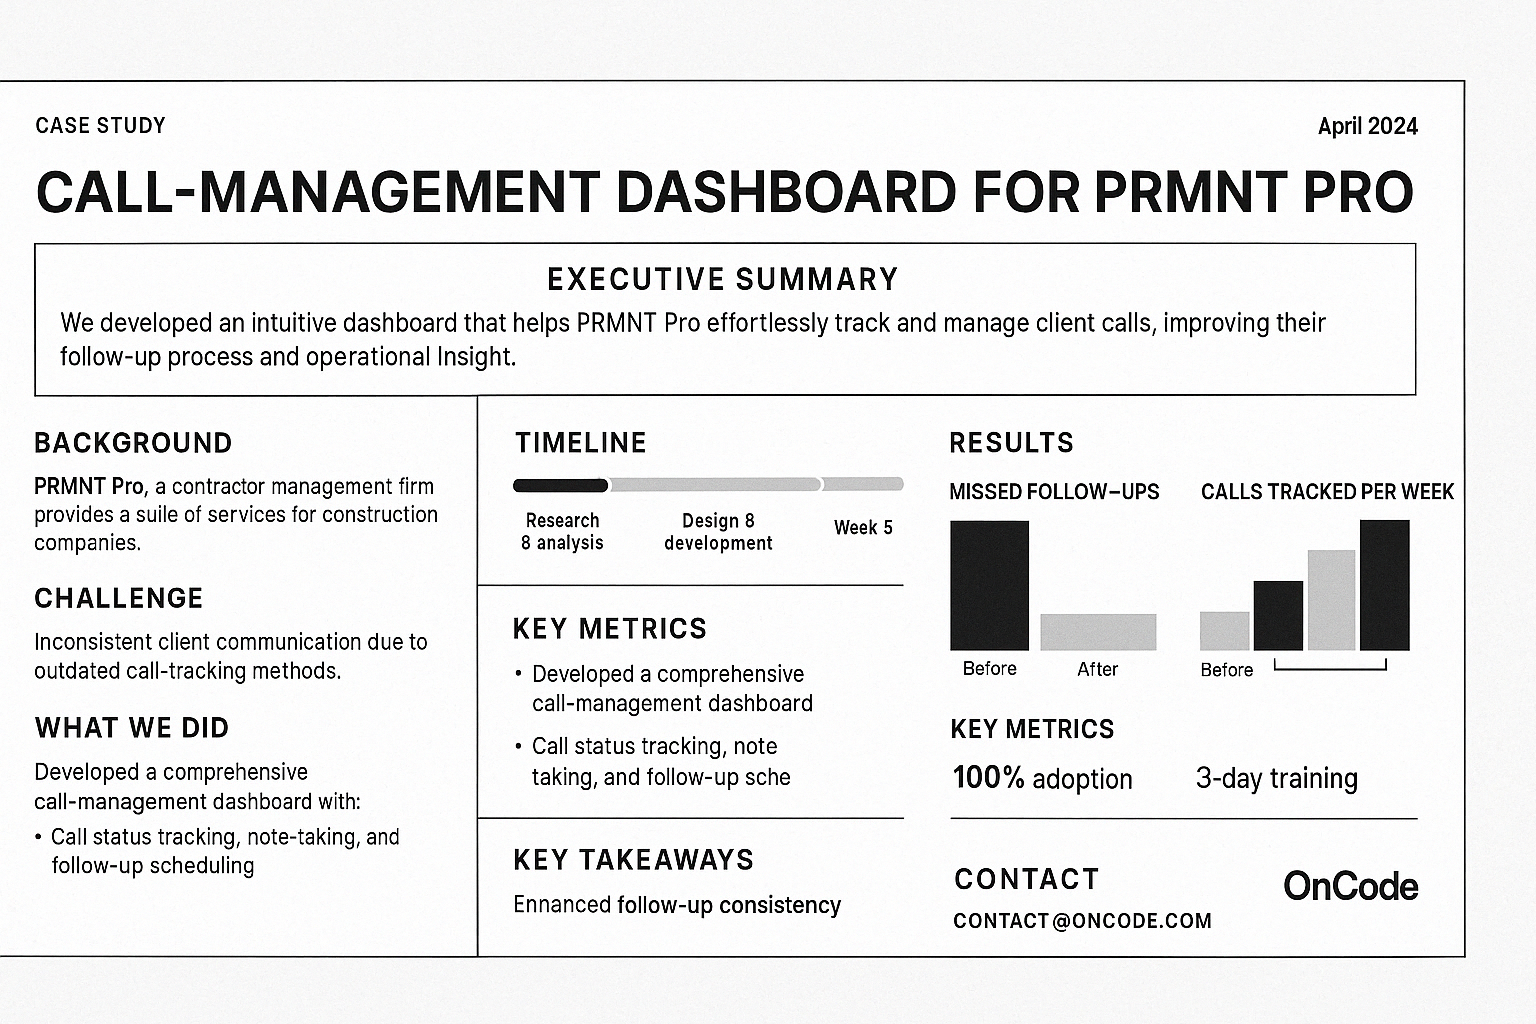 CASE STUDY
April 2024
CALL-MANAGEMENT DASHBOARD FOR PRMNT PRO
EXECUTIVE SUMMARY
We developed an intuitive dashboard that helps PRMNT Pro effortlessly track and manage client calls, improving their
follow-up process and operational Insight.
BACKGROUND
PRMNT Pro, a contractor management firm
provides a suile of services for construction
companies.
CHALLENGE
Inconsistent client communication due to
outdated call-tracking methods.
WHAT WE DID
Developed a comprehensive
call-management dashboard with:
• Call status tracking, note-taking, and
follow-up scheduling
TIMELINE
Research
8 analysis
Design 8
development
Week 5
KEY METRICS
• Developed a comprehensive
call-management dashboard
• Call status tracking, note
taking, and follow-up sche
KEY TAKEAWAYS
Ennanced follow-up consistency
RESULTS
MISSED FOLLOW-UPS
Before
After
CALLS TRACKED PER WEEK
Before
KEY METRICS
100% adoption
3-day training
CONTACT
CONTACT@ONCODE.COM
OnCode